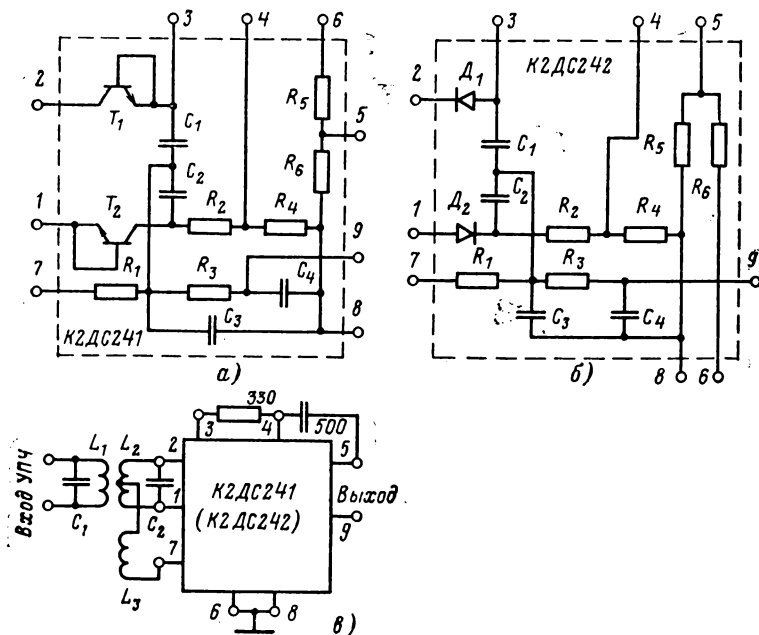 3 4 6
2
T₁
C₁
R₅
5
C₂
R₆
1
T₂
R₂
R₄
9
7
R₁
R₃
C₄
C₃
8
К2ДС241
а)
3 4 5
К2ДС242
2
Д₁
C₁
R₅
C₂
R₆
1
Д₂
R₂
R₄
7
R₁
R₃
9
C₃
C₄
8 6
б)
330
3
4
500
L₁ L₂
2
5
Вход УПЧ
C₁
1
C₂
К2ДС241
(К2ДС242)
Выход
9
7
L₃
6 8
в)